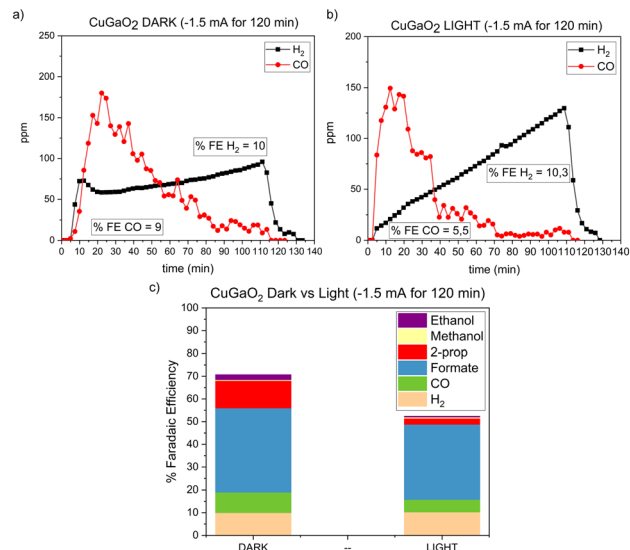 a)
CuGaO2 DARK (-1.5 mA for 120 min)
250
200
150
100
50
0
ppm
H2
CO
% FE H2 = 10
% FE CO = 9
0 10 20 30 40 50 60 70 80 90 100 110 120 130 140
time (min)
b)
CuGaO2 LIGHT (-1.5 mA for 120 min)
200
150
100
50
0
ppm
H2
CO
% FE H2 = 10,3
% FE CO = 5,5
0 10 20 30 40 50 60 70 80 90 100 110 120 130 140
time (min)
c)
CuGaO2 Dark vs Light (-1.5 mA for 120 min)
100
90
80
70
60
50
40
30
20
10
0
% Faradaic Efficiency
Ethanol
Methanol
2-prop
Formate
CO
H2
DARK -- LIGHT